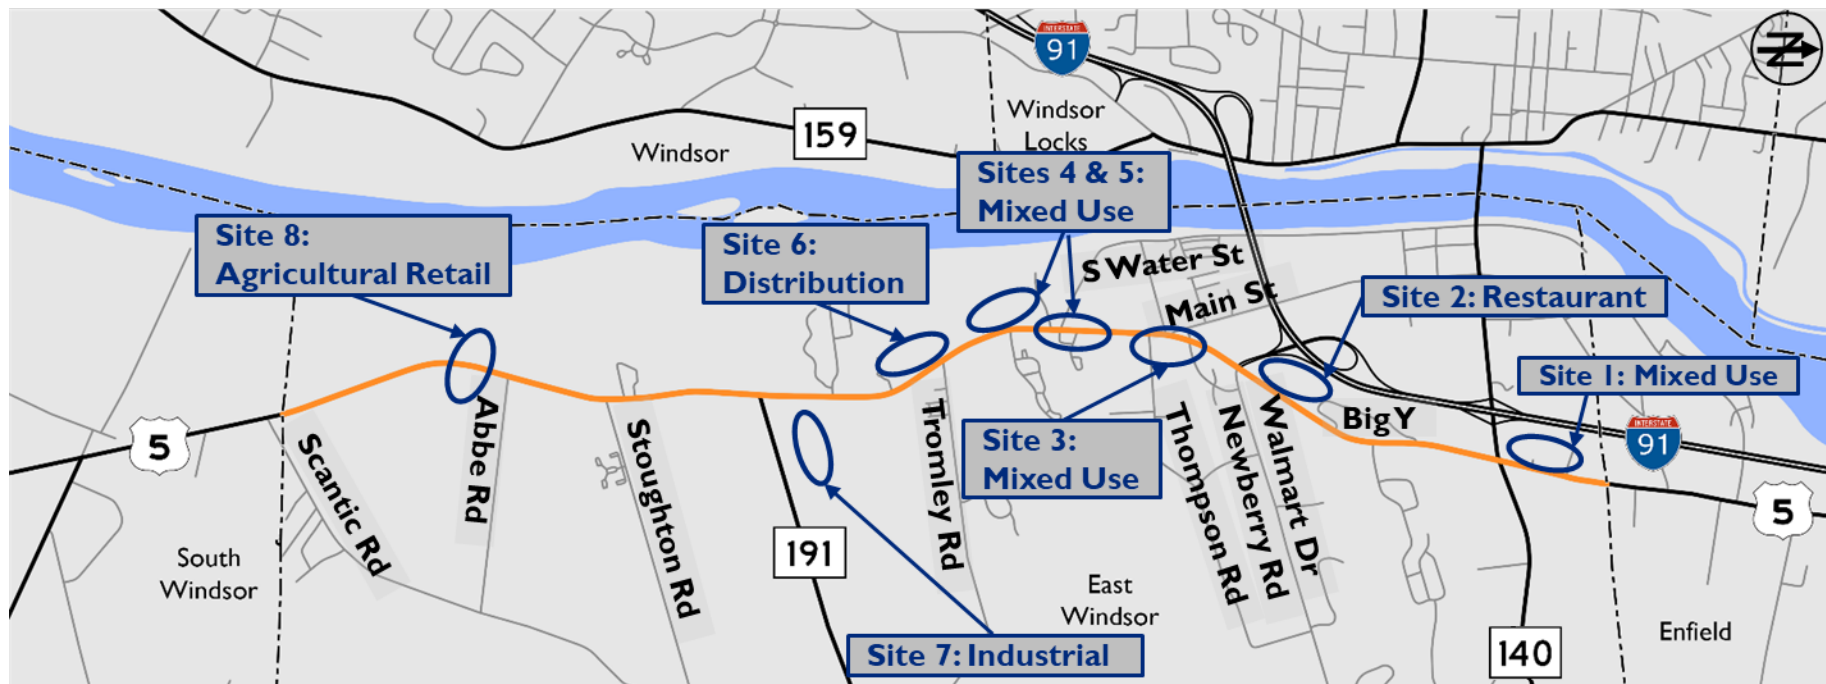 INTERSTATE
91
N
Windsor
Locks
159
Windsor
Sites 4 & 5:
Mixed Use
Site 8:
Agricultural Retail
Site 6:
Distribution
S Water St
Main St
Site 2: Restaurant
Site 1: Mixed Use
Big Y
INTERSTATE
91
5
Scantic Rd
Abbe Rd
Stoughton Rd
Tromley Rd
Site 3:
Mixed Use
Thompson Rd
Newberry Rd
Walmart Dr
5
191
South
Windsor
East
Windsor
Enfield
140
Site 7: Industrial